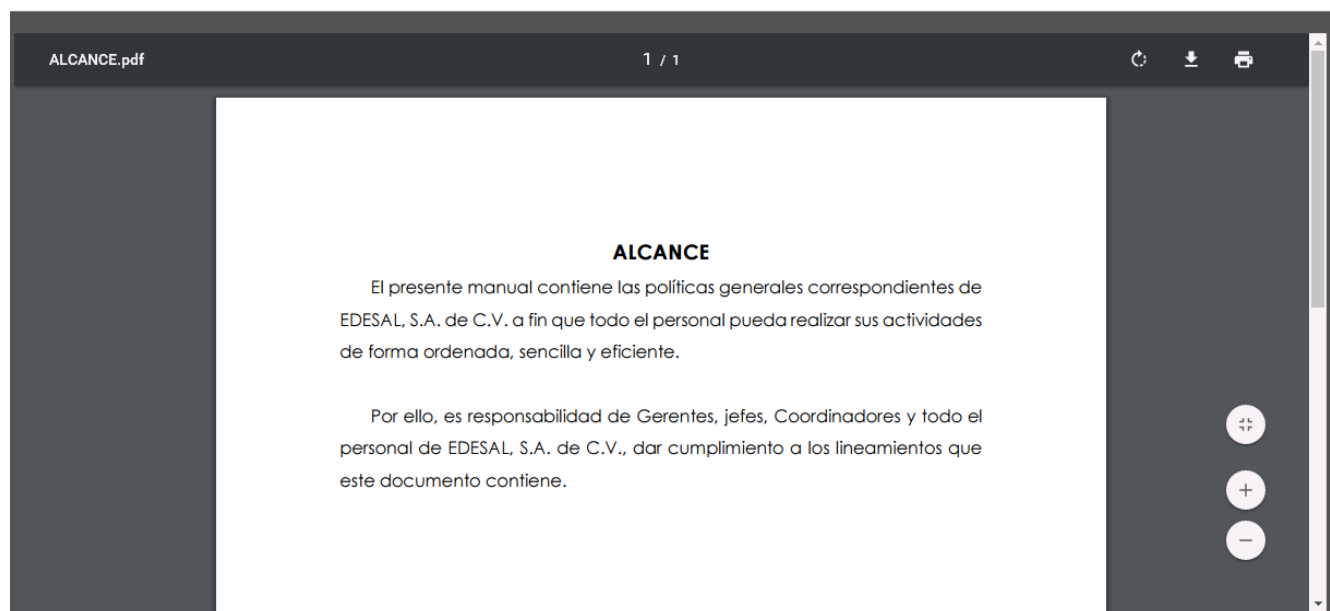 ALCANCE.pdf
1 / 1
ALCANCE
El presente manual contiene las políticas generales correspondientes de
EDESAL, S.A. de C.V. a fin que todo el personal pueda realizar sus actividades
de forma ordenada, sencilla y eficiente.
Por ello, es responsabilidad de Gerentes, jefes, Coordinadores y todo el
personal de EDESAL, S.A. de C.V., dar cumplimiento a los lineamientos que
este documento contiene.